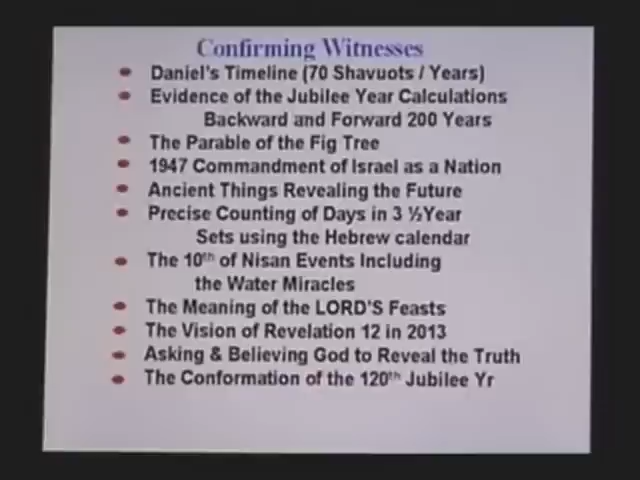 Confirming Witnesses
• Daniel's Timeline (70 Shavuots / Years)
• Evidence of the Jubilee Year Calculations
Backward and Forward 200 Years
• The Parable of the Fig Tree
• 1947 Commandment of Israel as a Nation
• Ancient Things Revealing the Future
• Precise Counting of Days in 3 ½Year
Sets using the Hebrew calendar
• The 10th of Nisan Events Including
the Water Miracles
• The Meaning of the LORD'S Feasts
• The Vision of Revelation 12 in 2013
• Asking & Believing God to Reveal the Truth
• The Conformation of the 120th Jubilee Yr